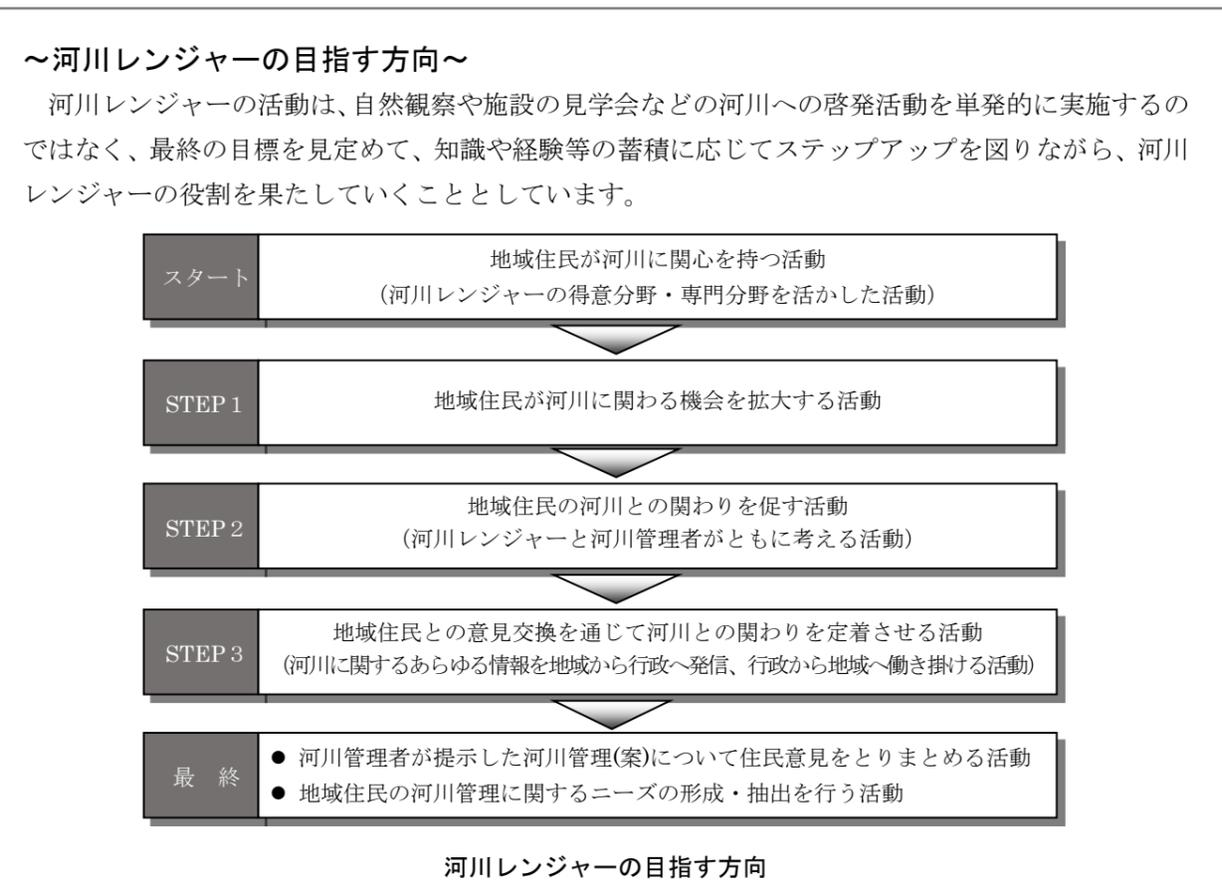 ～河川レンジャーの目指す方向～
河川レンジャーの活動は、自然観察や施設の見学会などの河川への啓発活動を単発的に実施するの
ではなく、最終の目標を見定めて、知識や経験等の蓄積に応じてステップアップを図りながら、河川
レンジャーの役割を果たしていくこととしています。
スタート
地域住民が河川に関心を持つ活動
（河川レンジャーの得意分野・専門分野を活かした活動）
STEP１
地域住民が河川に関わる機会を拡大する活動
STEP２
地域住民の河川との関わりを促す活動
（河川レンジャーと河川管理者がともに考える活動）
STEP３
地域住民との意見交換を通じて河川との関わりを定着させる活動
（河川に関するあらゆる情報を地域から行政へ発信、行政から地域へ働き掛ける活動）
最　終
● 河川管理者が提示した河川管理(案)について住民意見をとりまとめる活動
● 地域住民の河川管理に関するニーズの形成・抽出を行う活動
河川レンジャーの目指す方向